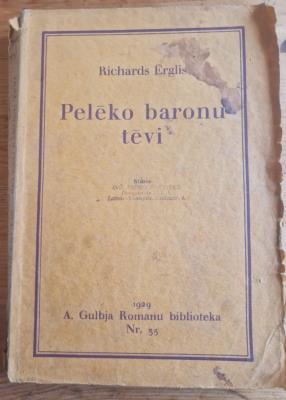 Richards Ērglis
Pelēko baronu
tēvi
1929
A. Gulbja Romanu biblioteka
Nr. 35